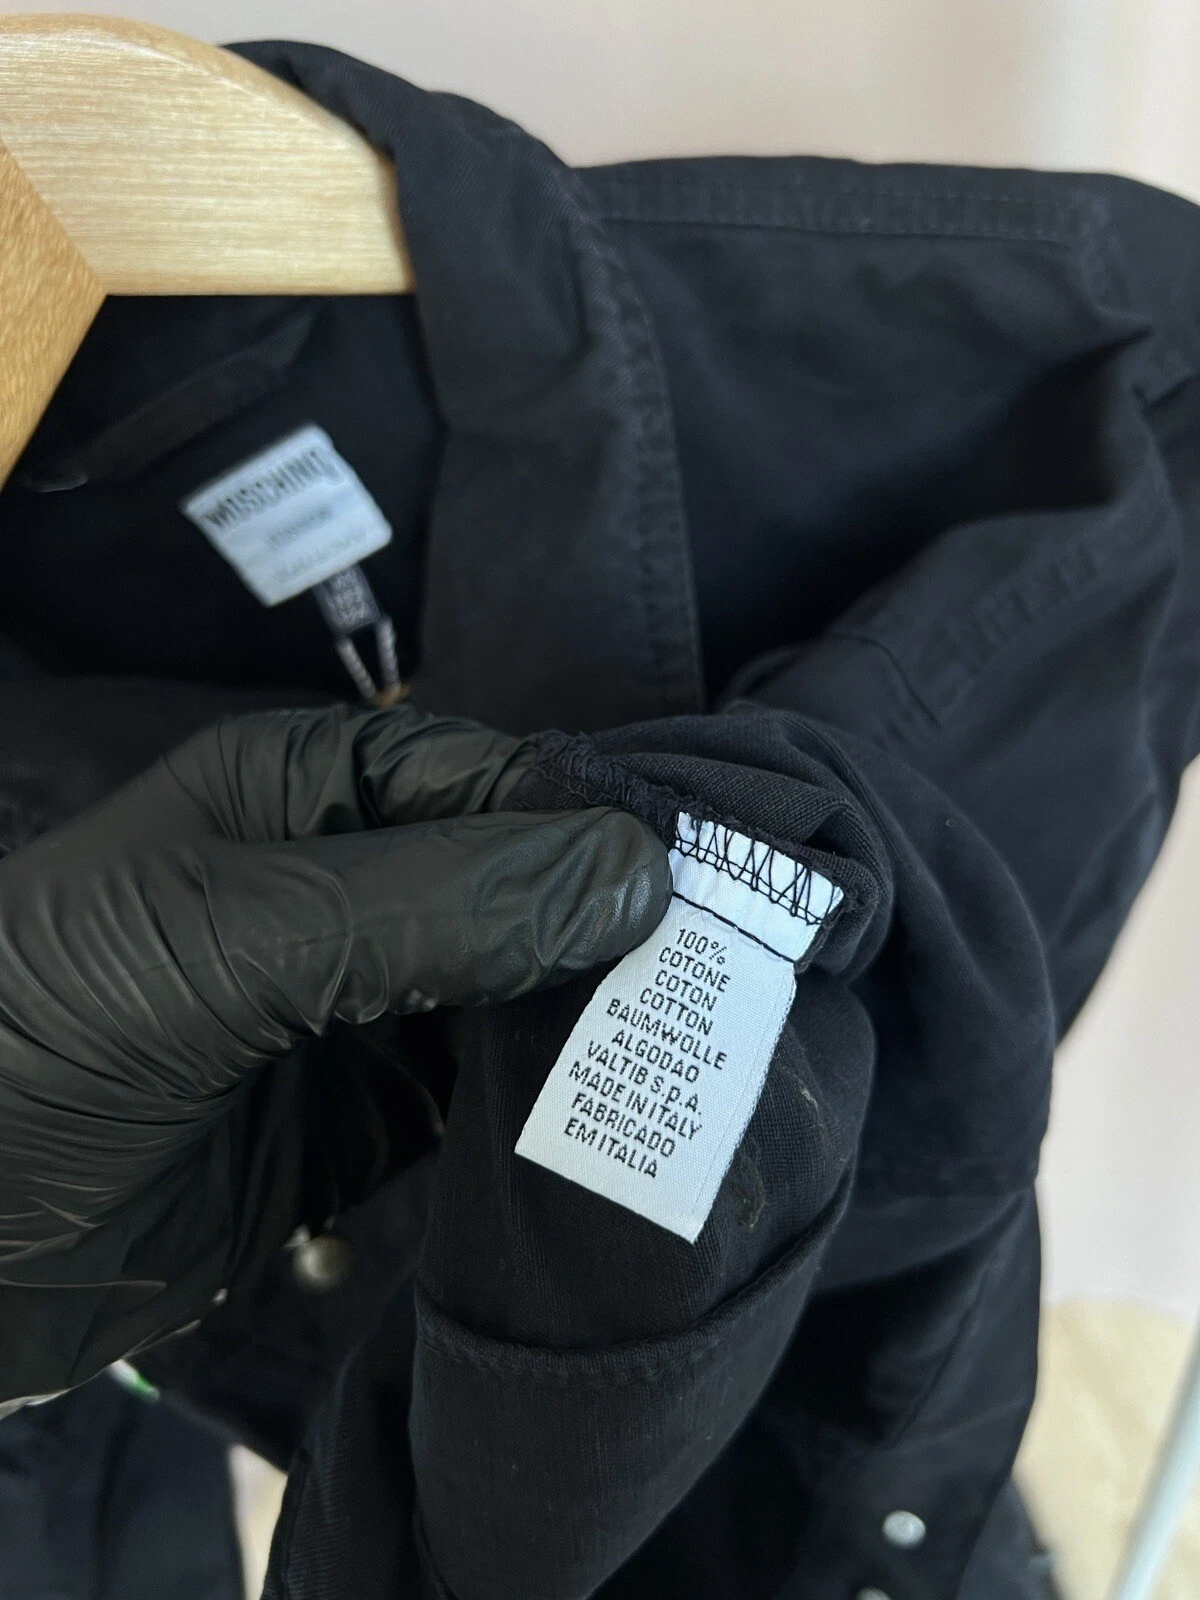 MOSCHINO
100%
COTONE
COTON
COTTON
BAUMWOLLE
ALGODAO
VALTIB S.p.A.
MADE IN ITALY
FABRICADO
EM ITALIA